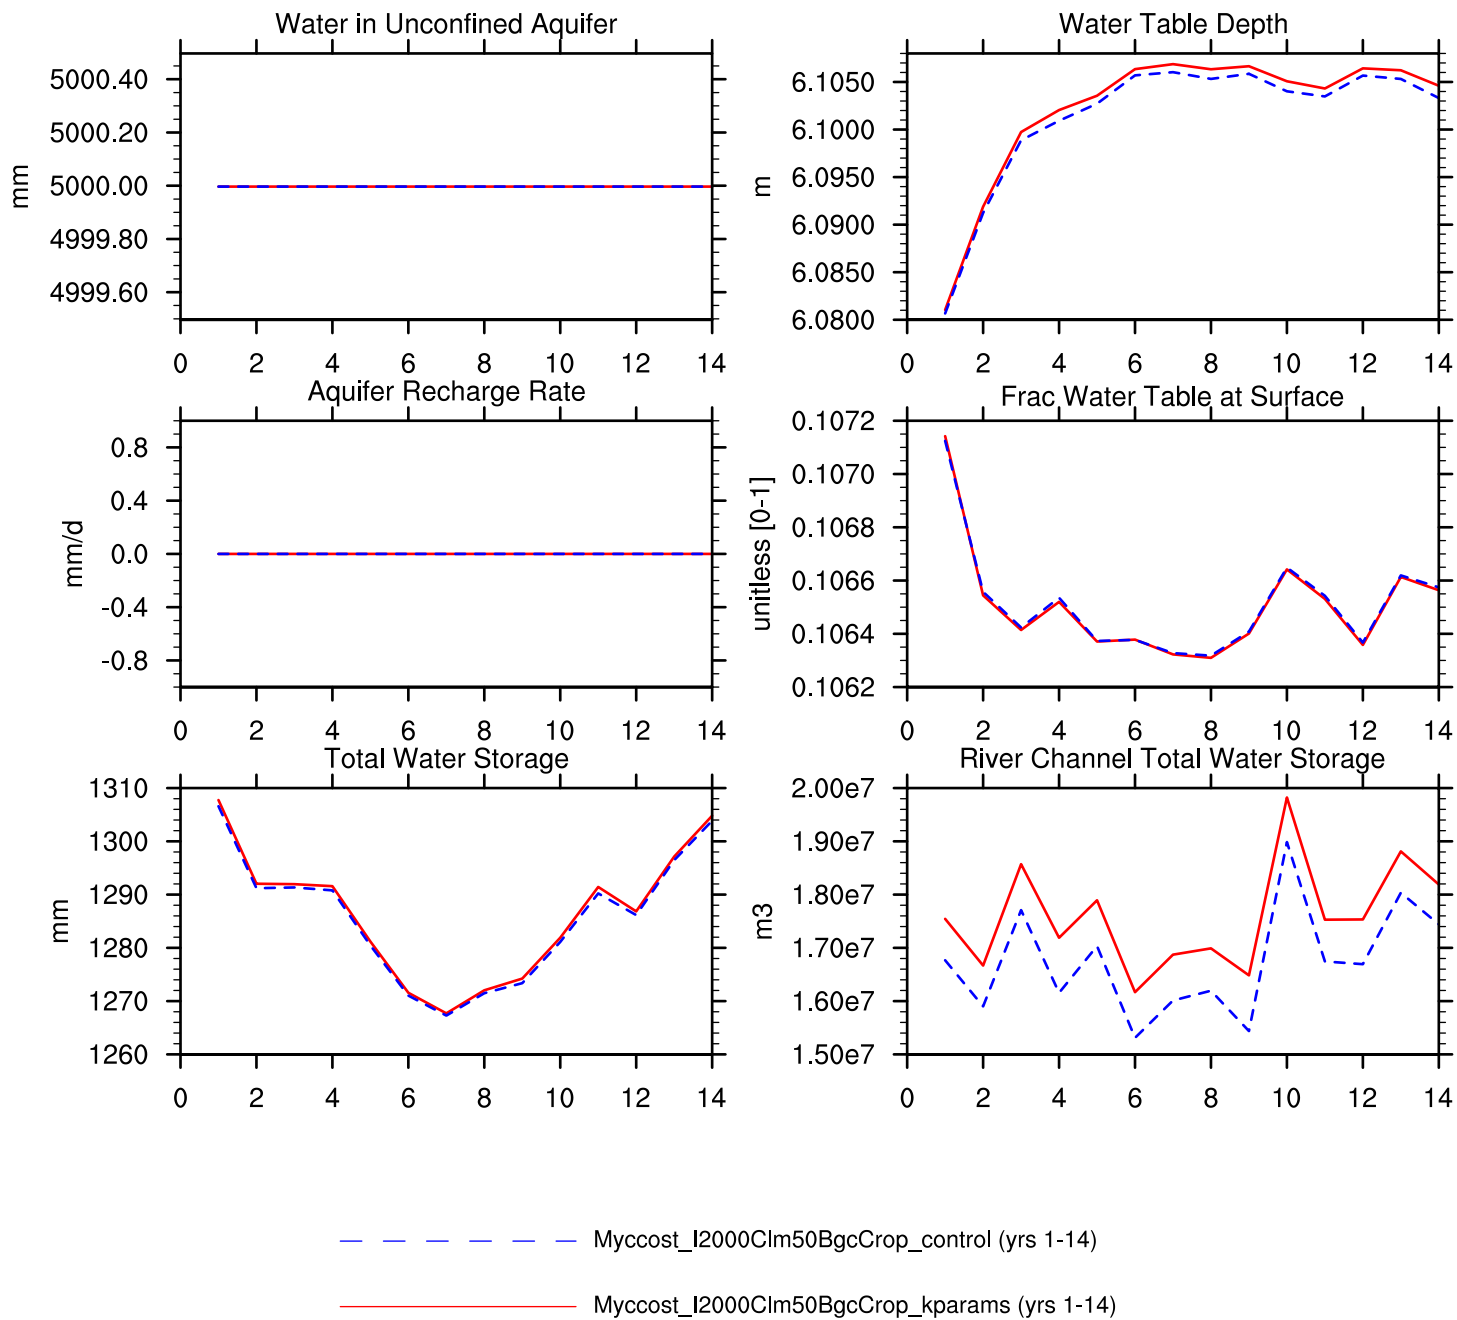 Water in Unconfined Aquifer
5000.40
5000.20
5000.00
4999.80
4999.60
mm
0 2 4 6 8 10 12 14
Water Table Depth
6.1050
6.1000
6.0950
6.0900
6.0850
6.0800
m
0 2 4 6 8 10 12 14
Aquifer Recharge Rate
0.8
0.4
0.0
-0.4
-0.8
mm/d
0 2 4 6 8 10 12 14
Frac Water Table at Surface
0.1072
0.1070
0.1068
0.1066
0.1064
0.1062
unitless [0-1]
0 2 4 6 8 10 12 14
Total Water Storage
1310
1300
1290
1280
1270
1260
mm
0 2 4 6 8 10 12 14
River Channel Total Water Storage
2.00e7
1.90e7
1.80e7
1.70e7
1.60e7
1.50e7
m3
0 2 4 6 8 10 12 14
Myccost_I2000Clm50BgcCrop_control (yrs 1-14)
Myccost_I2000Clm50BgcCrop_kparams (yrs 1-14)